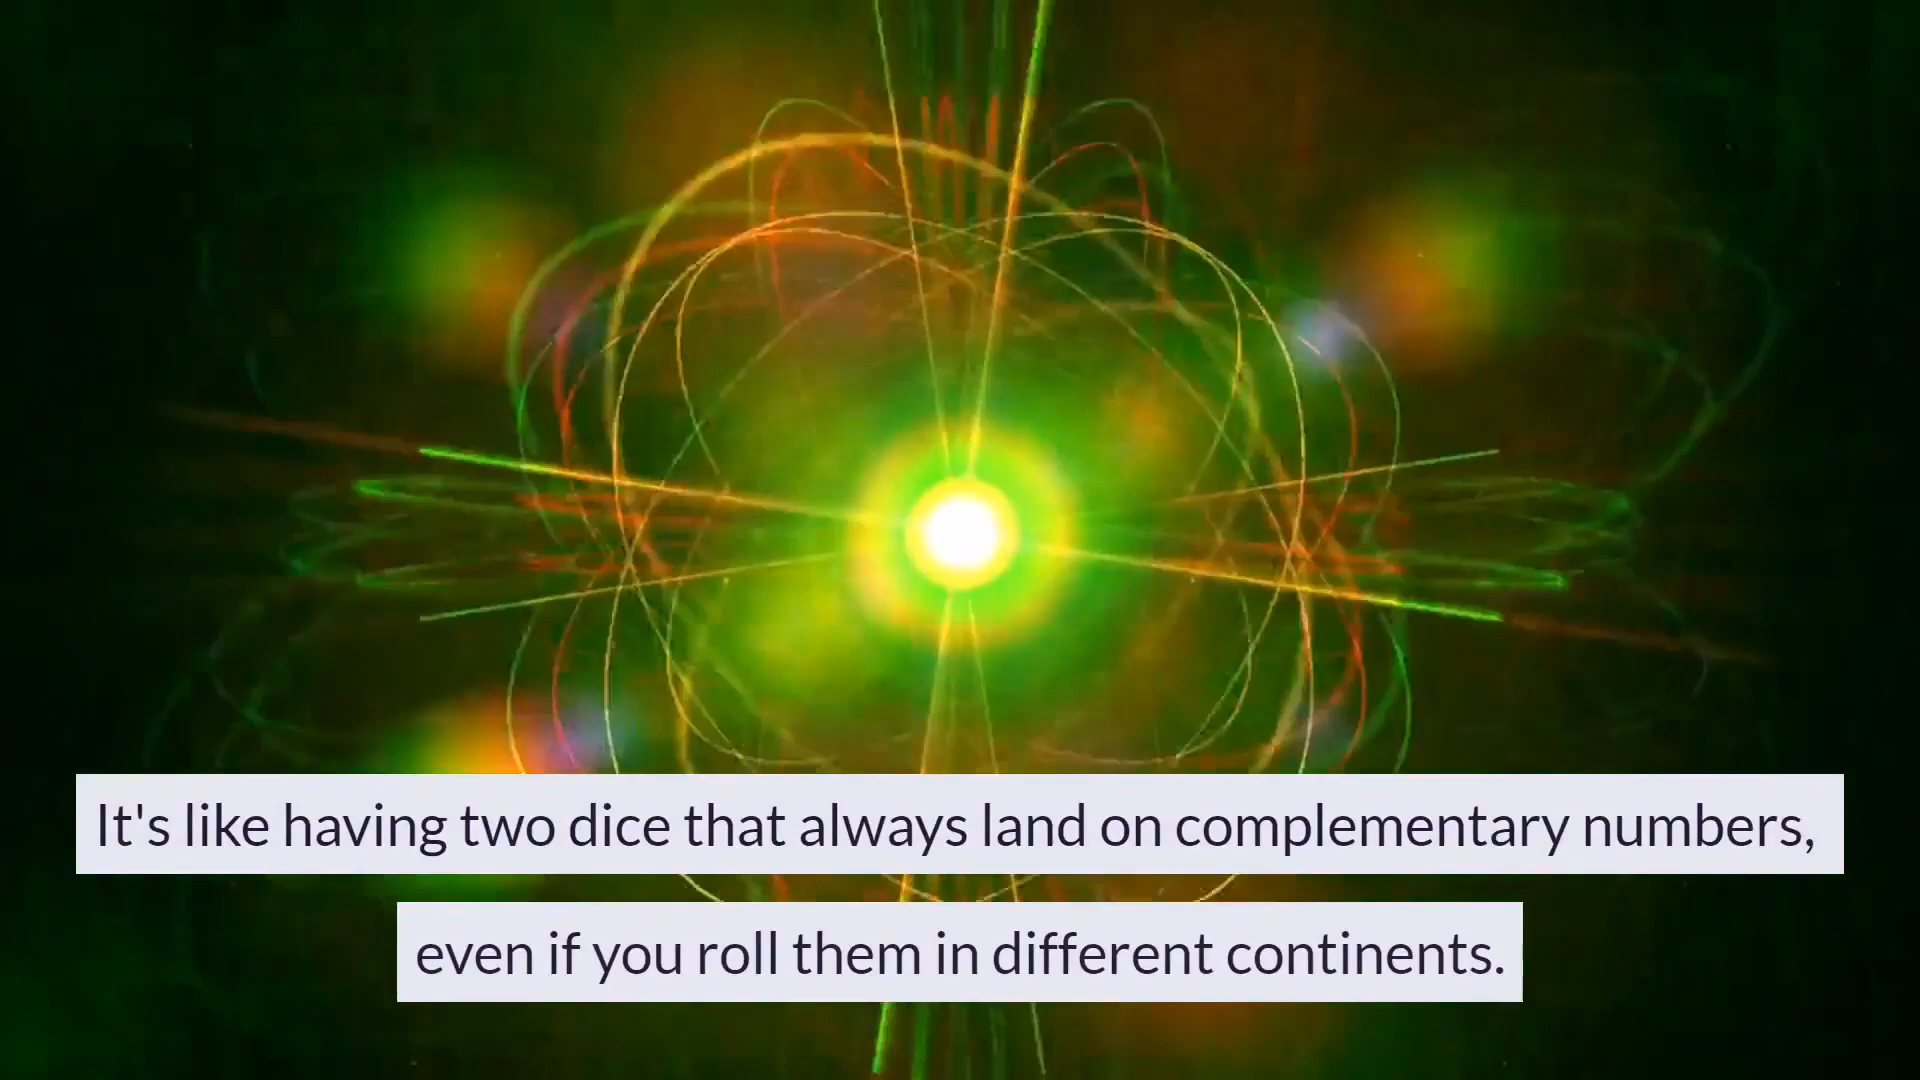 It's like having two dice that always land on complementary numbers,
even if you roll them in different continents.